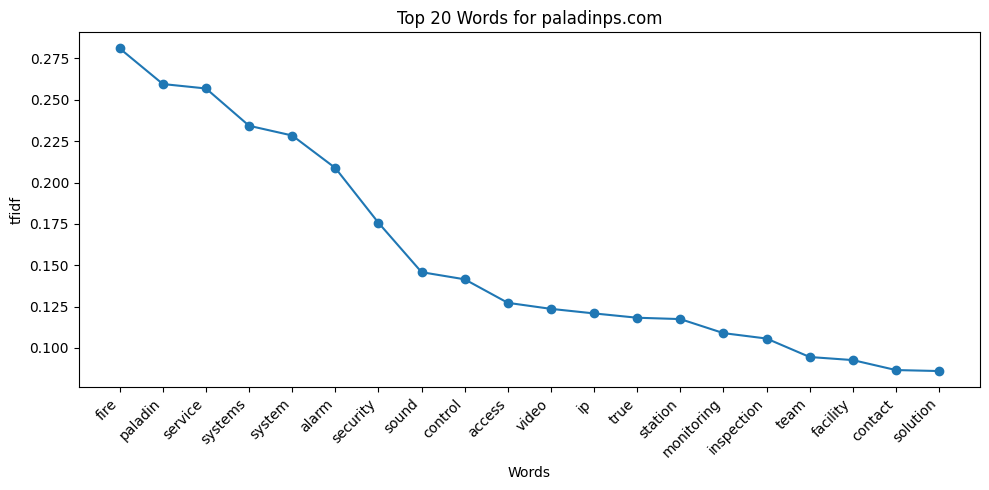 Top 20 Words for paladinps.com
tfidf
0.275
0.250
0.225
0.200
0.175
0.150
0.125
0.100
fire
paladin
service
systems
system
alarm
security
sound
control
access
video
ip
true
station
monitoring
inspection
team
facility
contact
solution
Words